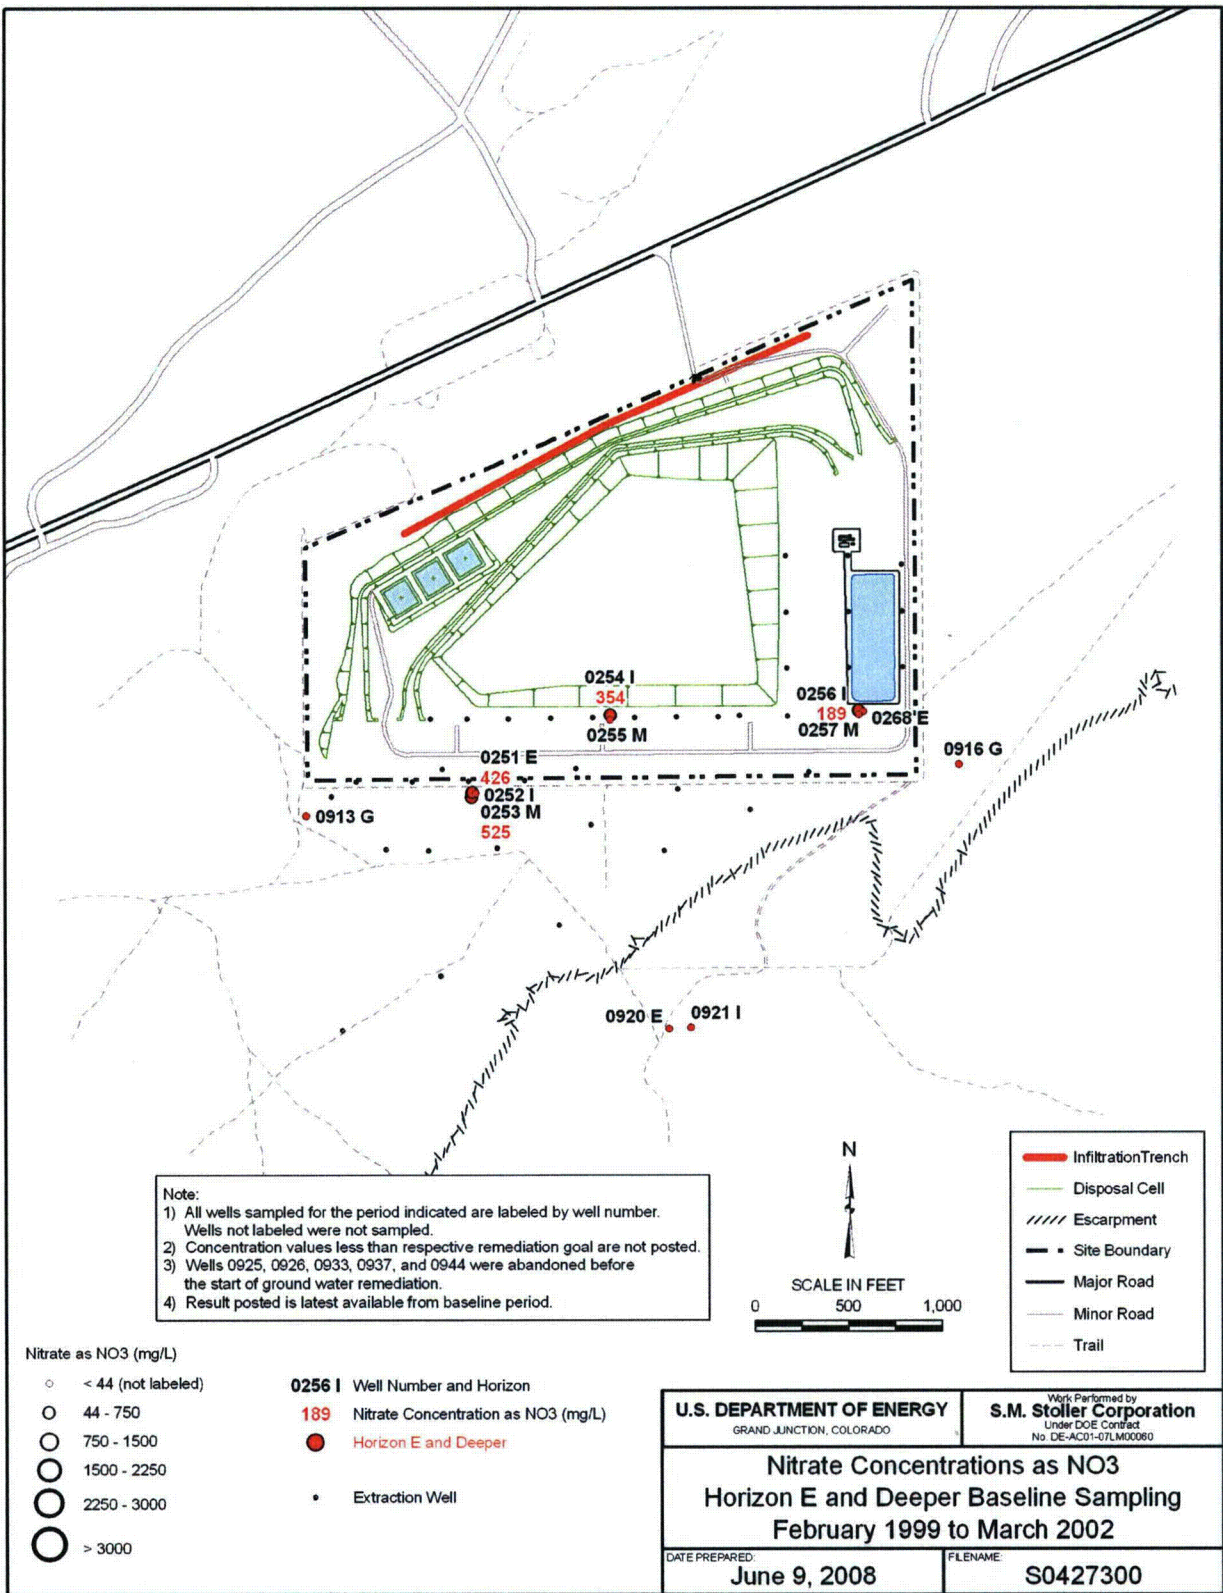 0254 I
354
0255 M
0256 I
189
0257 M
0268 E
0916 G
0251 E
426
0252 I
0253 M
525
0913 G
0920 E
0921 I
Note:
1) All wells sampled for the period indicated are labeled by well number.
Wells not labeled were not sampled.
2) Concentration values less than respective remediation goal are not posted.
3) Wells 0925, 0926, 0933, 0937, and 0944 were abandoned before
the start of ground water remediation.
4) Result posted is latest available from baseline period.
N
SCALE IN FEET
0 500 1,000
InfiltrationTrench
Disposal Cell
Escarpment
Site Boundary
Major Road
Minor Road
Trail
Nitrate as NO3 (mg/L)
< 44 (not labeled)
44 - 750
750 - 1500
1500 - 2250
2250 - 3000
> 3000
0256 I Well Number and Horizon
189 Nitrate Concentration as NO3 (mg/L)
Horizon E and Deeper
Extraction Well
U.S. DEPARTMENT OF ENERGY
GRAND JUNCTION, COLORADO
Work Performed by
S.M. Stoller Corporation
Under DOE Contract
No. DE-AC01-07LM00060
Nitrate Concentrations as NO3
Horizon E and Deeper Baseline Sampling
February 1999 to March 2002
DATE PREPARED:
June 9, 2008
FILENAME:
S0427300